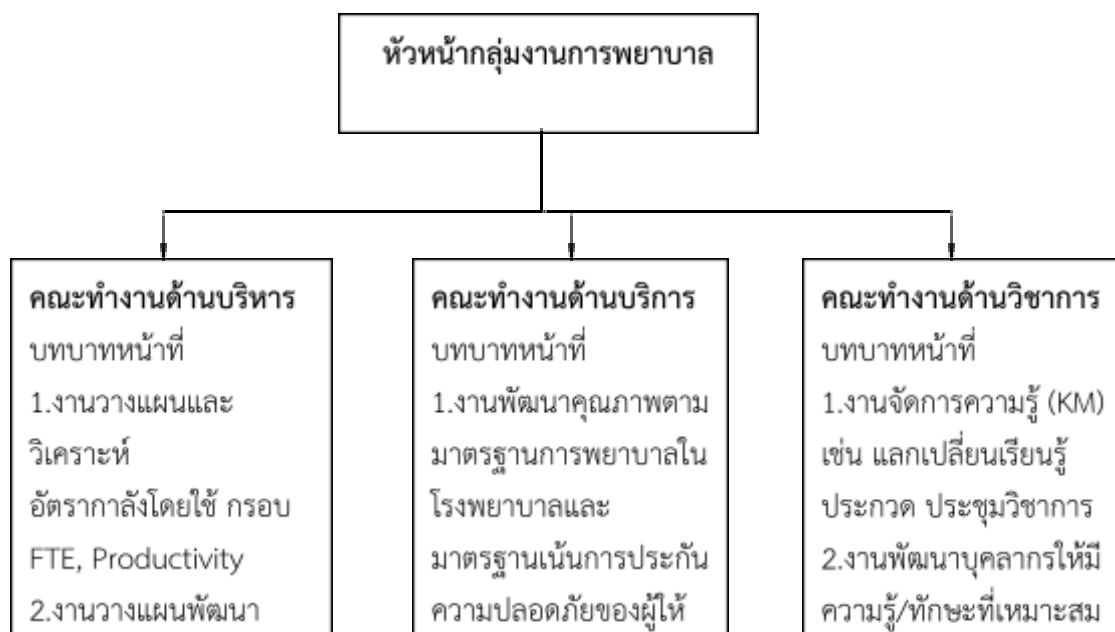 หัวหน้ากลุ่มงานการพยาบาล
คณะทำงานด้านบริหาร
บทบาทหน้าที่
1.งานวางแผนและ
วิเคราะห์
อัตรากาลังโดยใช้ กรอบ
FTE, Productivity
2.งานวางแผนพัฒนา
คณะทำงานด้านบริการ
บทบาทหน้าที่
1.งานพัฒนาคุณภาพตาม
มาตรฐานการพยาบาลใน
โรงพยาบาลและ
มาตรฐานเน้นการประกัน
ความปลอดภัยของผู้ให้
คณะทำงานด้านวิชาการ
บทบาทหน้าที่
1.งานจัดการความรู้ (KM)
เช่น แลกเปลี่ยนเรียนรู้
ประกวด ประชุมวิชาการ
2.งานพัฒนาบุคลากรให้มี
ความรู้/ทักษะที่เหมาะสม